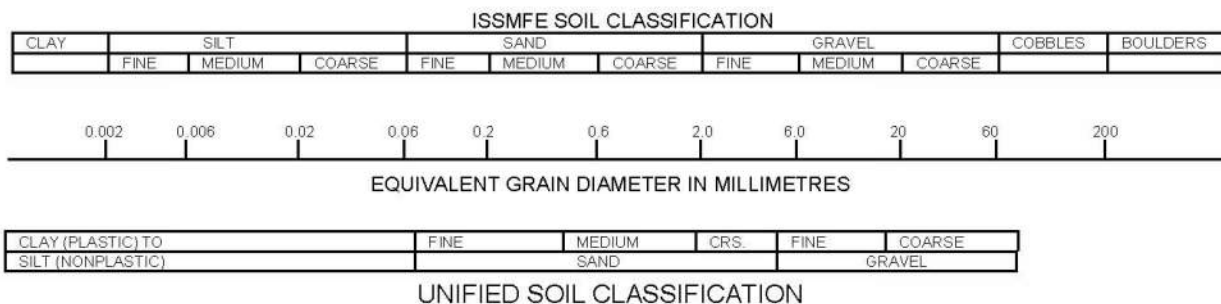 ISSMFE SOIL CLASSIFICATION
CLAY SILT SAND GRAVEL COBBLES BOULDERS
FINE MEDIUM COARSE FINE MEDIUM COARSE FINE MEDIUM COARSE
0.002 0.006 0.02 0.06 0.2 0.6 2.0 6.0 20 60 200
EQUIVALENT GRAIN DIAMETER IN MILLIMETRES
CLAY (PLASTIC) TO FINE MEDIUM CRS. FINE COARSE
SILT (NONPLASTIC) SAND GRAVEL
UNIFIED SOIL CLASSIFICATION